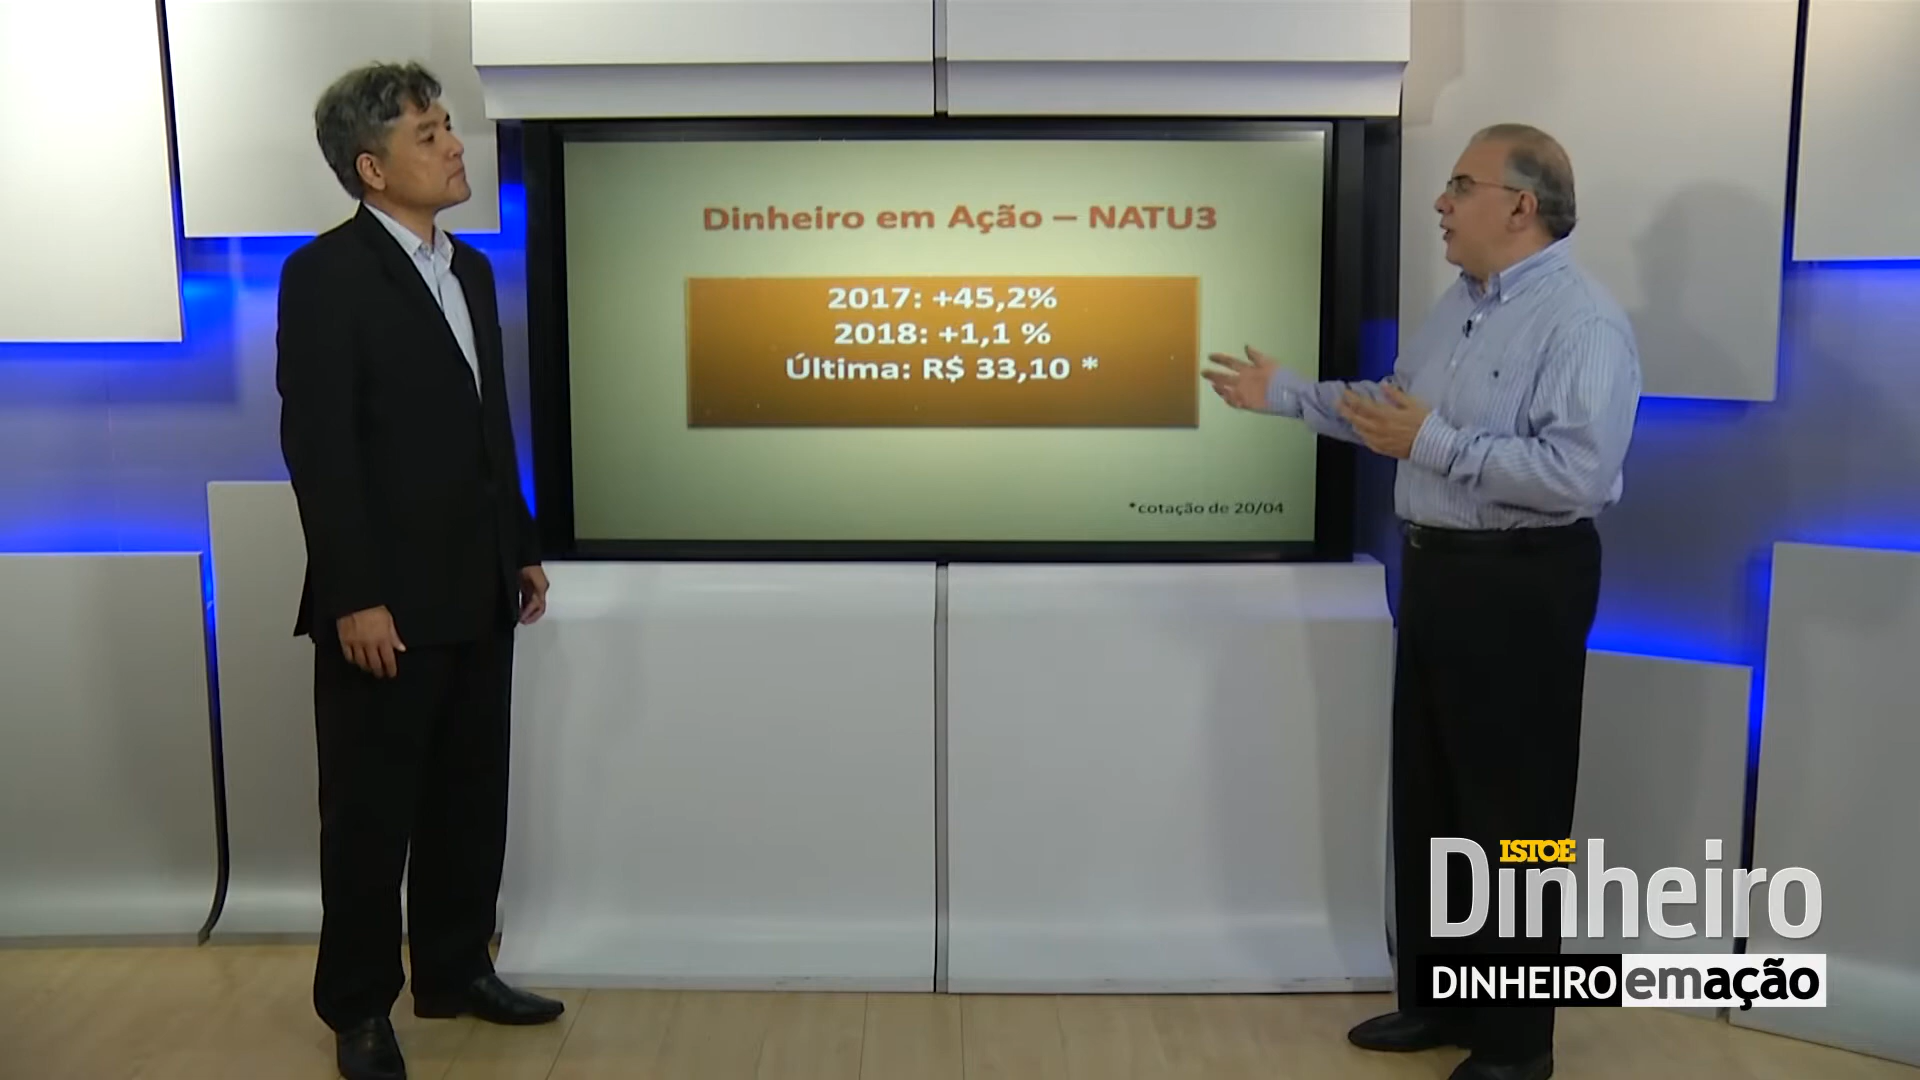 Dinheiro em Ação – NATU3
2017: +45,2%
2018: +1,1 %
Última: R$ 33,10 *
*cotação de 20/04
ISTOÉ
Dinheiro
DINHEIRO emAção